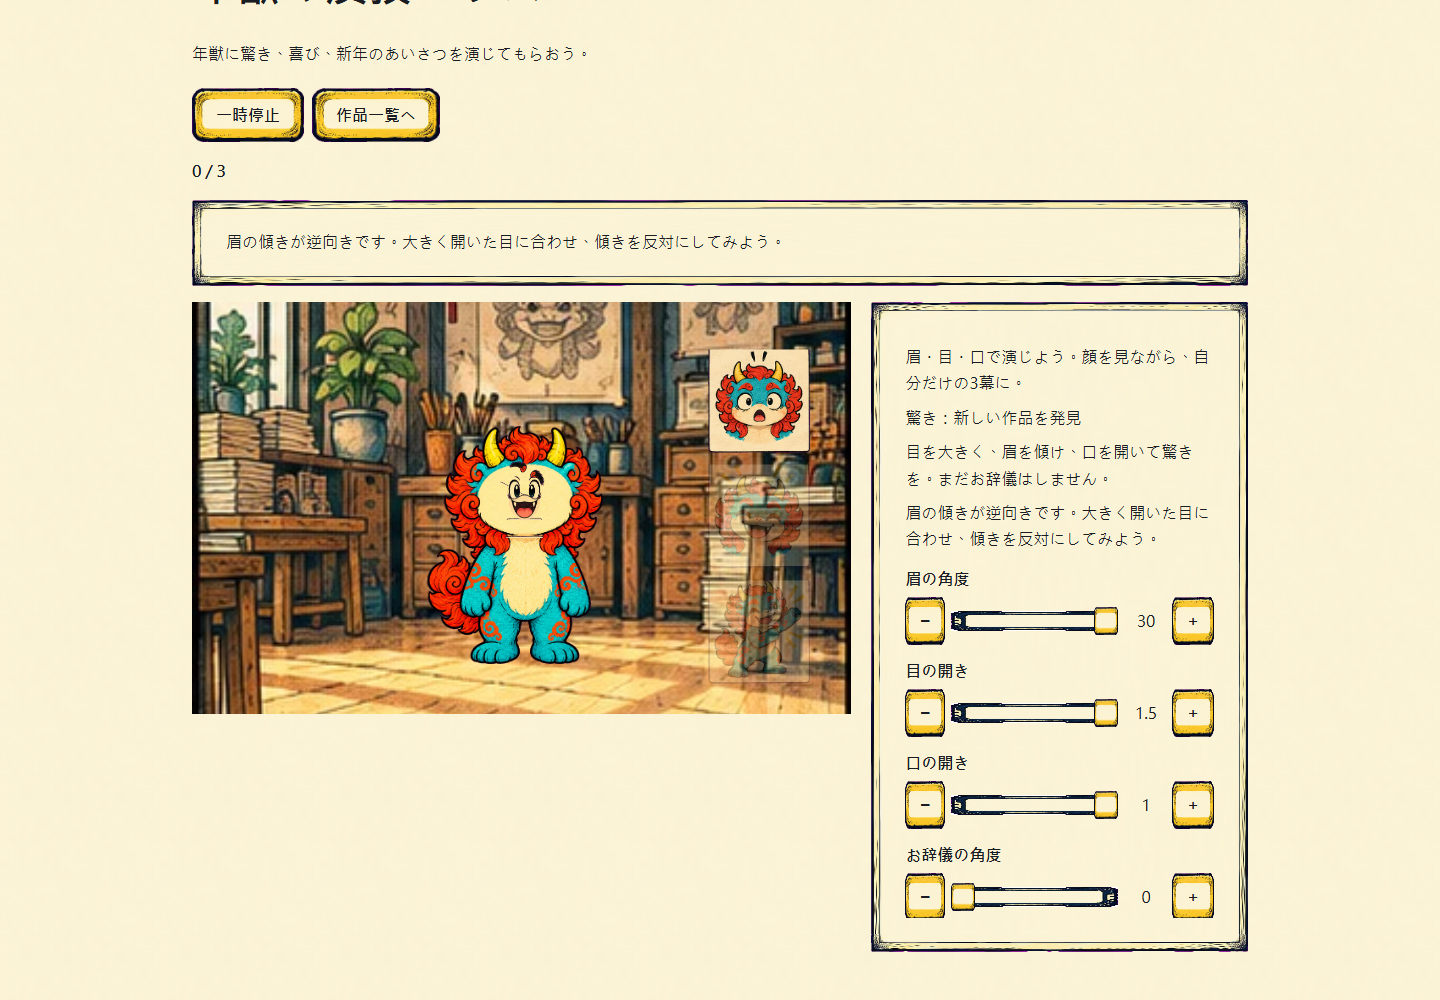 年獣に驚き、喜び、新年のあいさつを演じてもらおう。
一時停止
作品一覧へ
0 / 3
眉の傾きが逆向きです。大きく開いた目に合わせ、傾きを反対にしてみよう。
眉・目・口で演じよう。顔を見ながら、自
分だけの3幕に。
驚き：新しい作品を発見
目を大きく、眉を傾け、口を開いて驚き
を。まだお辞儀はしません。
眉の傾きが逆向きです。大きく開いた目に
合わせ、傾きを反対にしてみよう。
眉の角度
− 30 +
目の開き
− 1.5 +
口の開き
− 1 +
お辞儀の角度
− 0 +